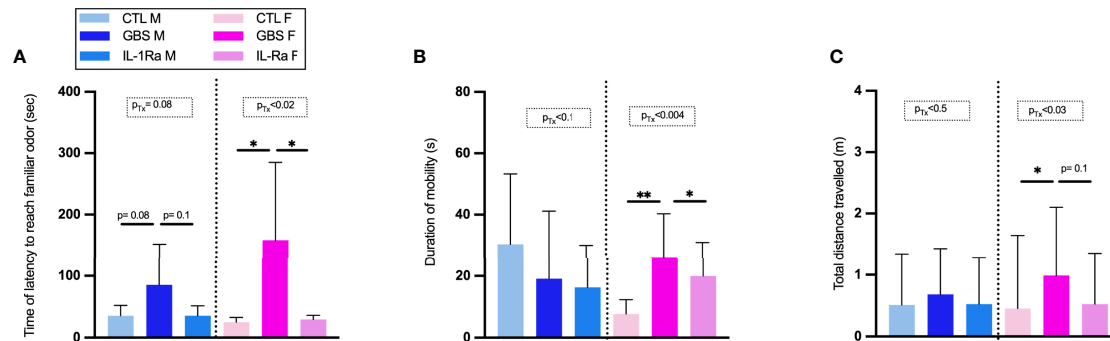 CTL M CTL F
GBS M GBS F
IL-1Ra M IL-Ra F
A
Time of latency to reach familiar odor (sec)
400
300
200
100
0
pTx= 0.08
pTx<0.02
p= 0.08 p= 0.1
* *
B
Duration of mobility (s)
80
60
40
20
0
pTx<0.1
pTx<0.004
** *
C
Total distance travelled (m)
4
3
2
1
0
pTx<0.5
pTx<0.03
* p= 0.1